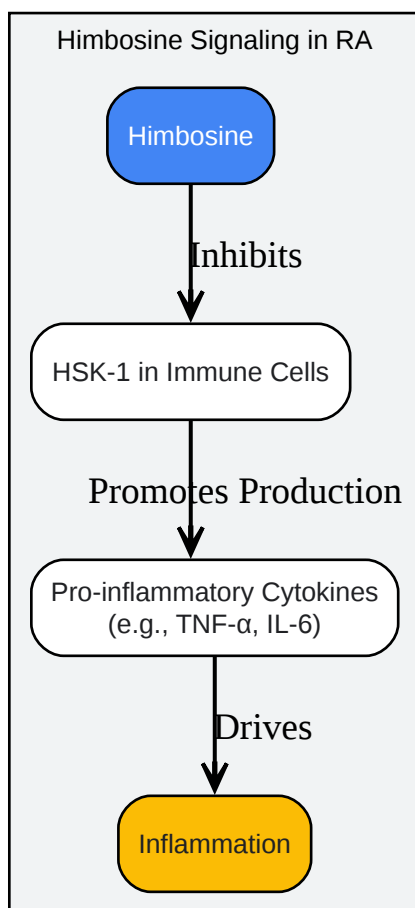 Himbosine Signaling in RA
Himbosine
Inhibits
HSK-1 in Immune Cells
Promotes Production
Pro-inflammatory Cytokines
(e.g., TNF-α, IL-6)
Drives
Inflammation